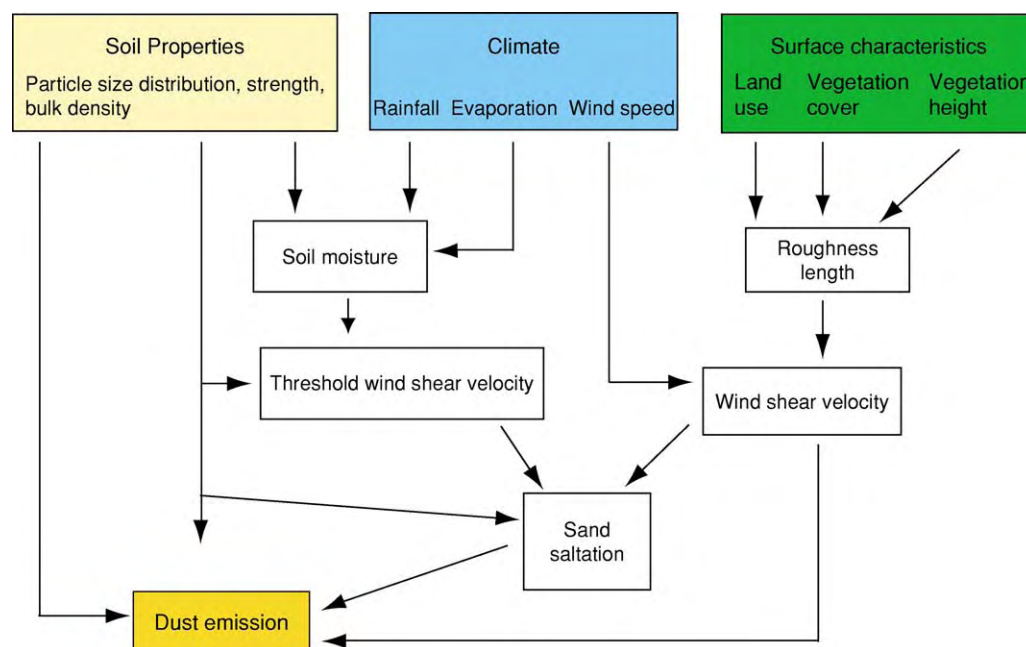 Soil Properties
Particle size distribution, strength,
bulk density
Climate
Rainfall Evaporation Wind speed
Surface characteristics
Land Vegetation Vegetation
use cover height
Soil moisture
Roughness
length
Threshold wind shear velocity
Wind shear velocity
Sand
saltation
Dust emission